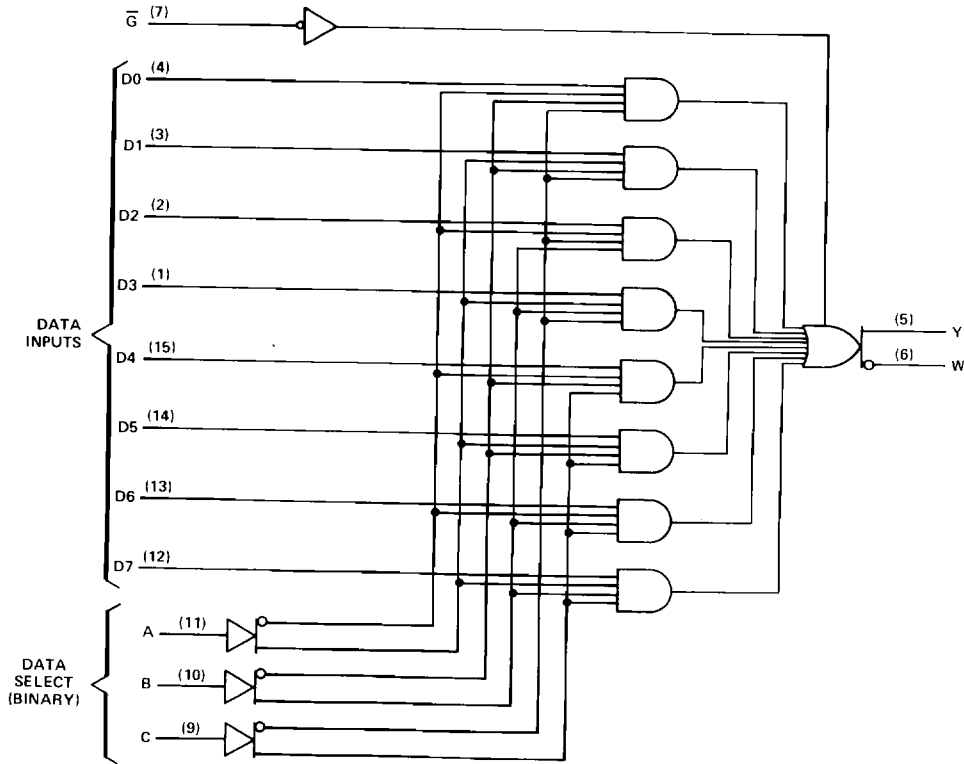 G̅ (7)
D0 (4)
D1 (3)
D2 (2)
D3 (1)
DATA
INPUTS
D4 (15)
D5 (14)
D6 (13)
D7 (12)
A (11)
DATA
SELECT
(BINARY)
B (10)
C (9)
(5) Y
(6) W